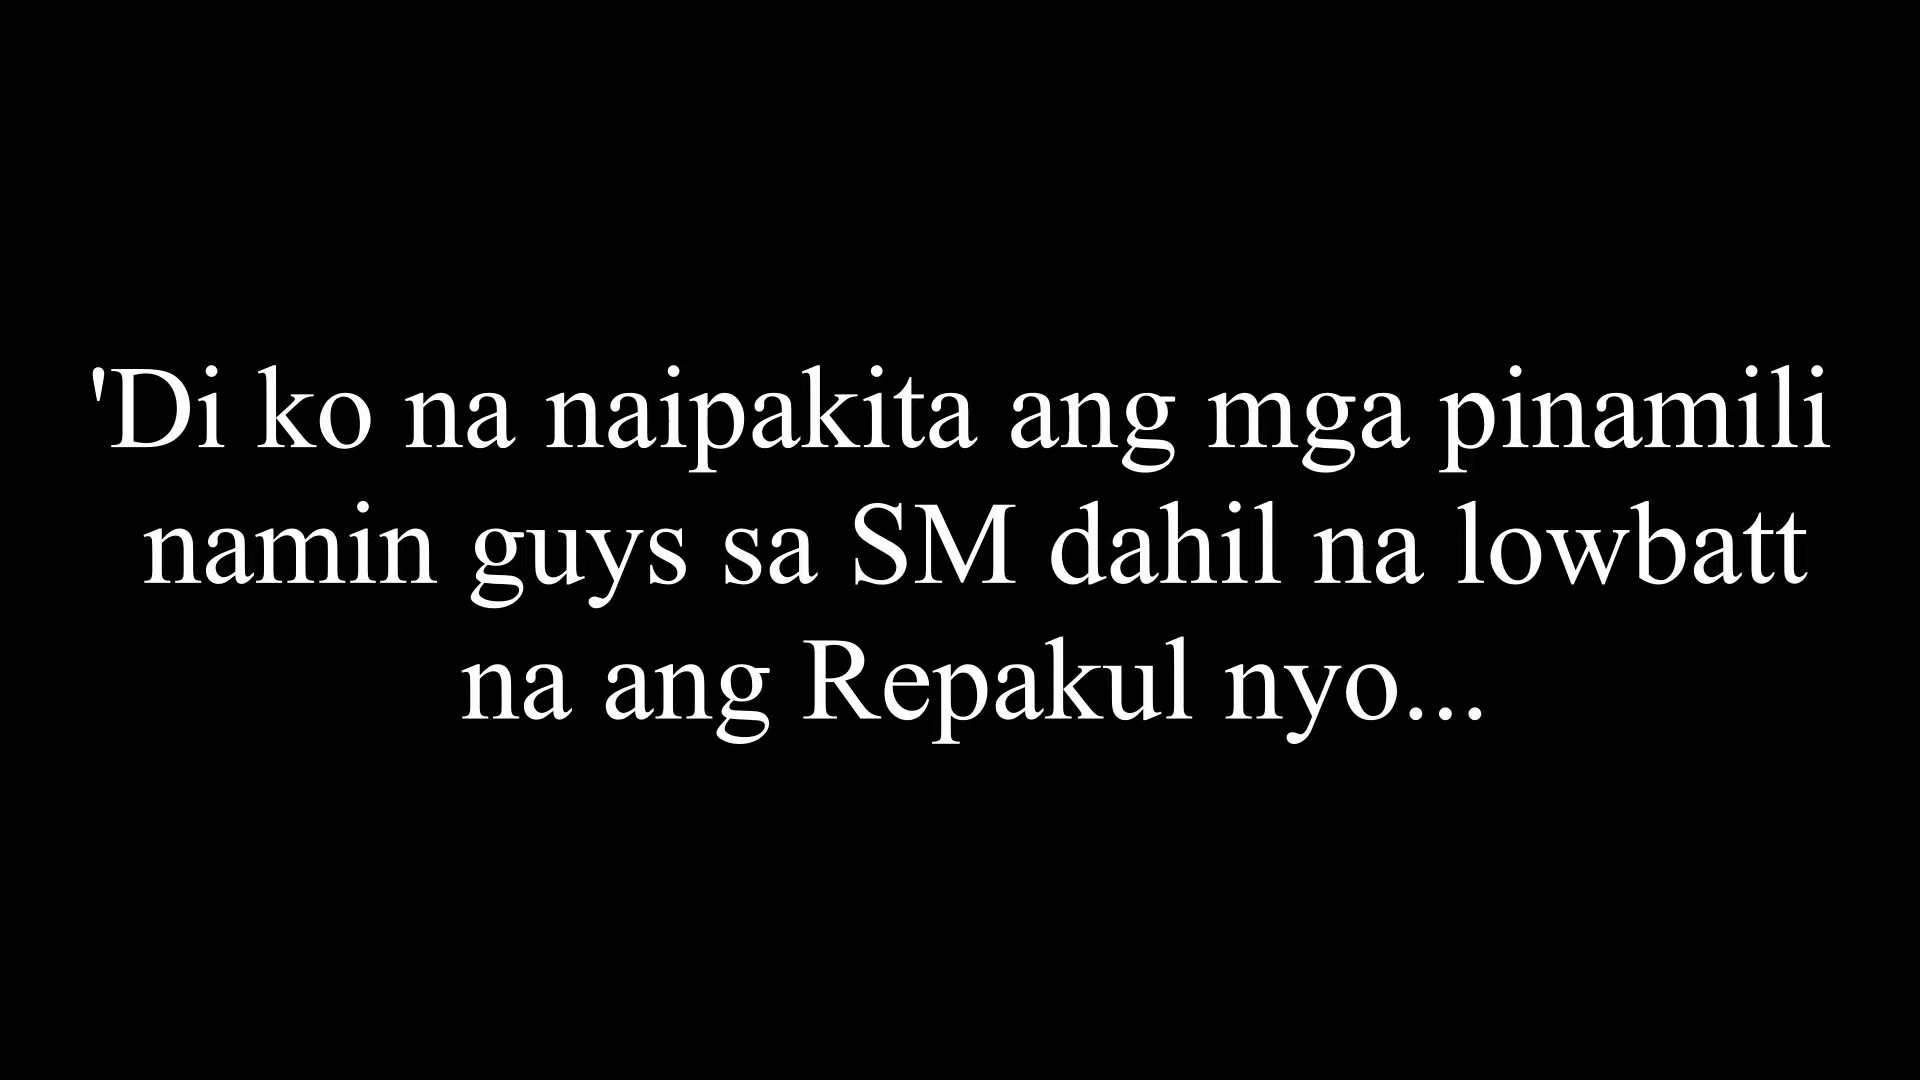 'Di ko na naipakita ang mga pinamili
namin guys sa SM dahil na lowbatt
na ang Repakul nyo...